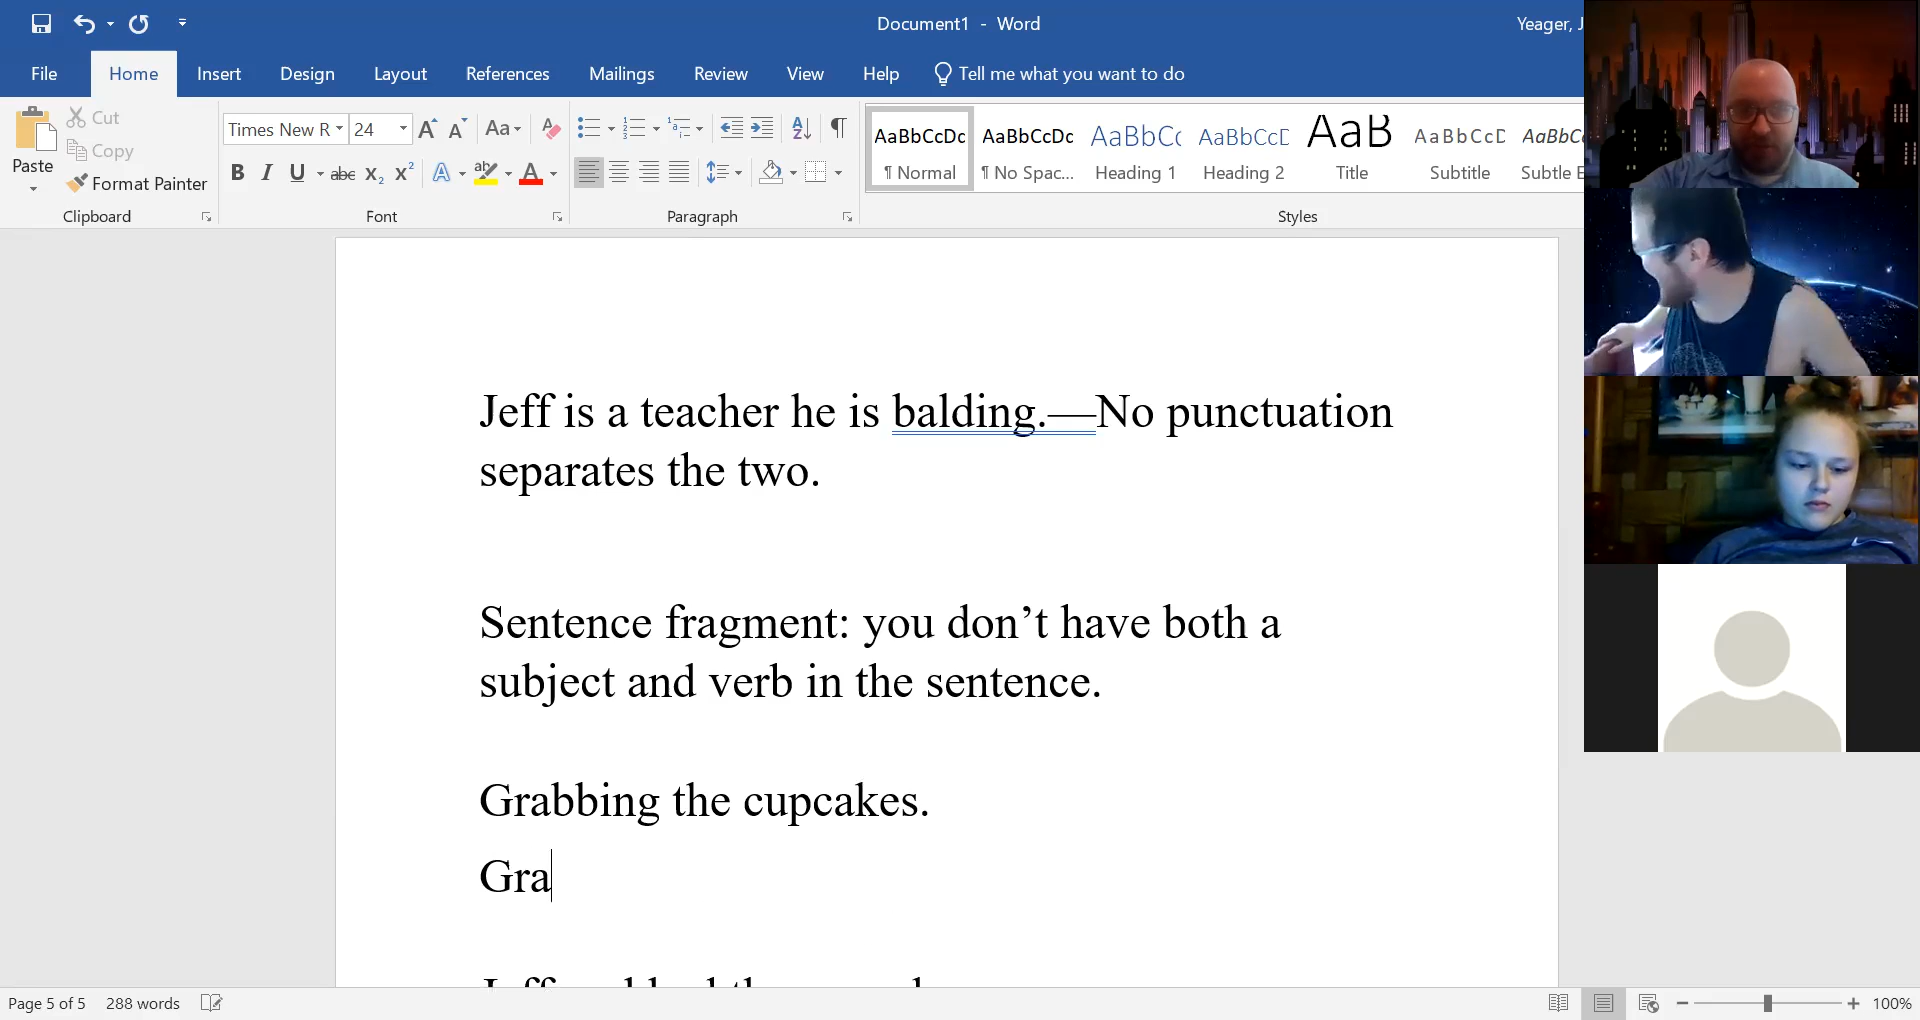 Document1 - Word
Yeager, J
File Home Insert Design Layout References Mailings Review View Help Tell me what you want to do
Paste
Cut
Copy
Format Painter
Clipboard
Times New R 24
Font
Paragraph
AaBbCcDc AaBbCcDc AaBbCc AaBbCcD AaB AaBbCcD AaBbCc
¶ Normal ¶ No Spac... Heading 1 Heading 2 Title Subtitle Subtle E
Styles
Jeff is a teacher he is balding.—No punctuation
separates the two.
Sentence fragment: you don’t have both a
subject and verb in the sentence.
Grabbing the cupcakes.
Gra
Page 5 of 5 288 words
100%